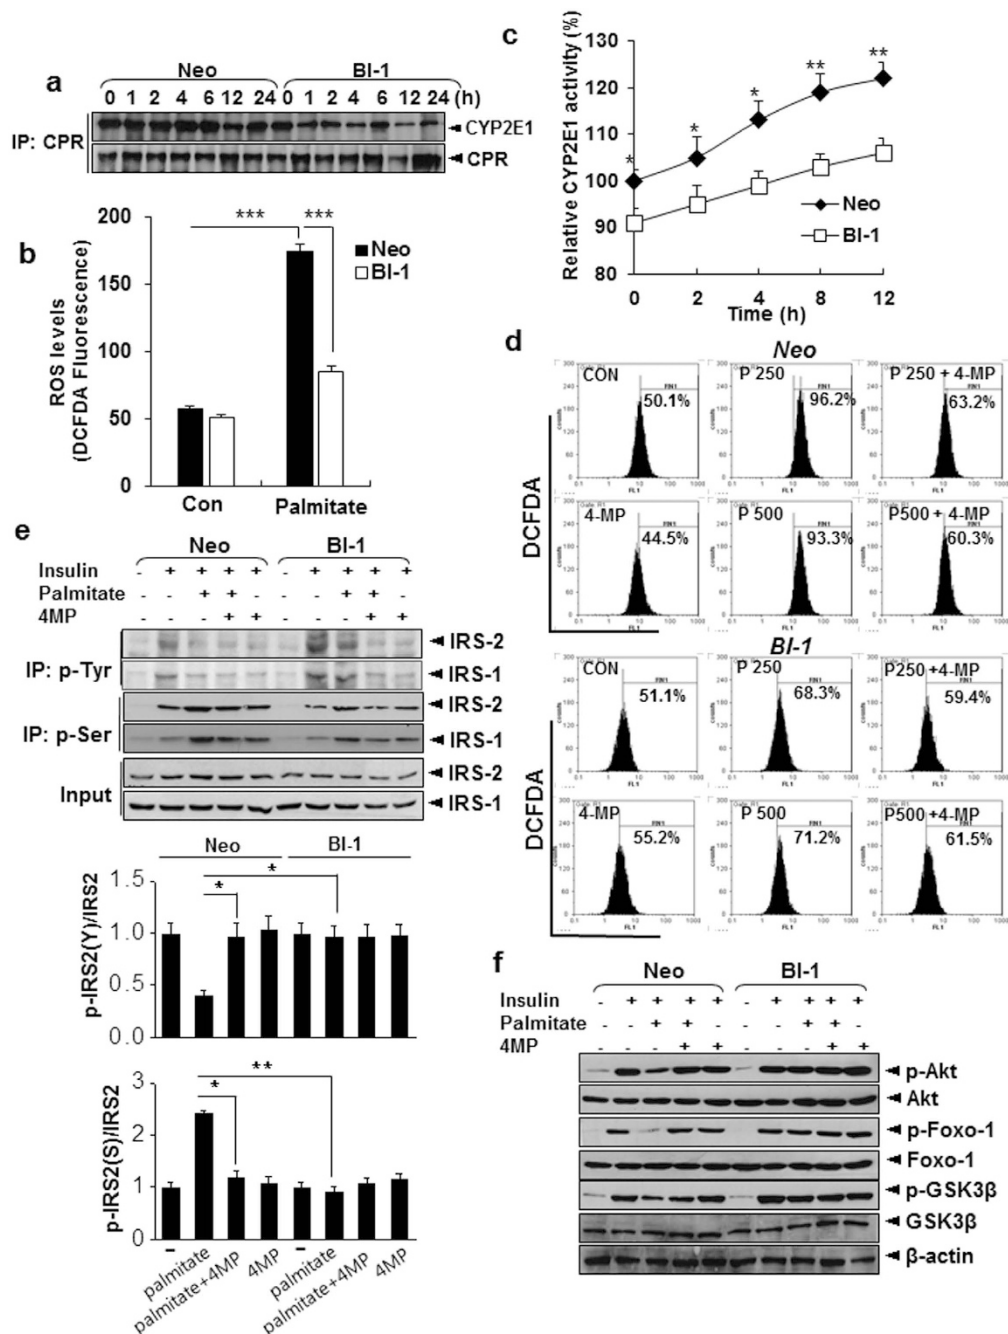 a
Neo BI-1
0 1 2 4 6 12 24 0 1 2 4 6 12 24 (h)
IP: CPR
CYP2E1
CPR
b
ROS levels
(DCFDA Fluorescence)
200
150
100
50
0
*** ***
Neo
BI-1
Con Palmitate
c
Relative CYP2E1 activity (%)
130
120
110
100
90
80
* * * ** **
Neo
BI-1
0 2 4 8 12
Time (h)
d
Neo
DCFDA
CON
50.1%
P 250
96.2%
P 250 + 4-MP
63.2%
4-MP
44.5%
P 500
93.3%
P500 + 4-MP
60.3%
BI-1
DCFDA
CON
51.1%
P 250
68.3%
P250 +4-MP
59.4%
4-MP
55.2%
P 500
71.2%
P500 +4-MP
61.5%
e
Neo BI-1
Insulin - + + + + - + + + +
Palmitate - - + + - - - + + -
4MP - - - + + - - - + +
IP: p-Tyr
IRS-2
IRS-1
IP: p-Ser
IRS-2
IRS-1
Input
IRS-2
IRS-1
Neo BI-1
p-IRS2(Y)/IRS2
1.5
1.0
0.5
0.0
* *
p-IRS2(S)/IRS2
3
2
1
0
* **
- palmitate palmitate+4MP 4MP - palmitate palmitate+4MP 4MP
f
Neo BI-1
Insulin - + + + + - + + + +
Palmitate - - + + - - - + + -
4MP - - - + + - - - + +
p-Akt
Akt
p-Foxo-1
Foxo-1
p-GSK3β
GSK3β
β-actin